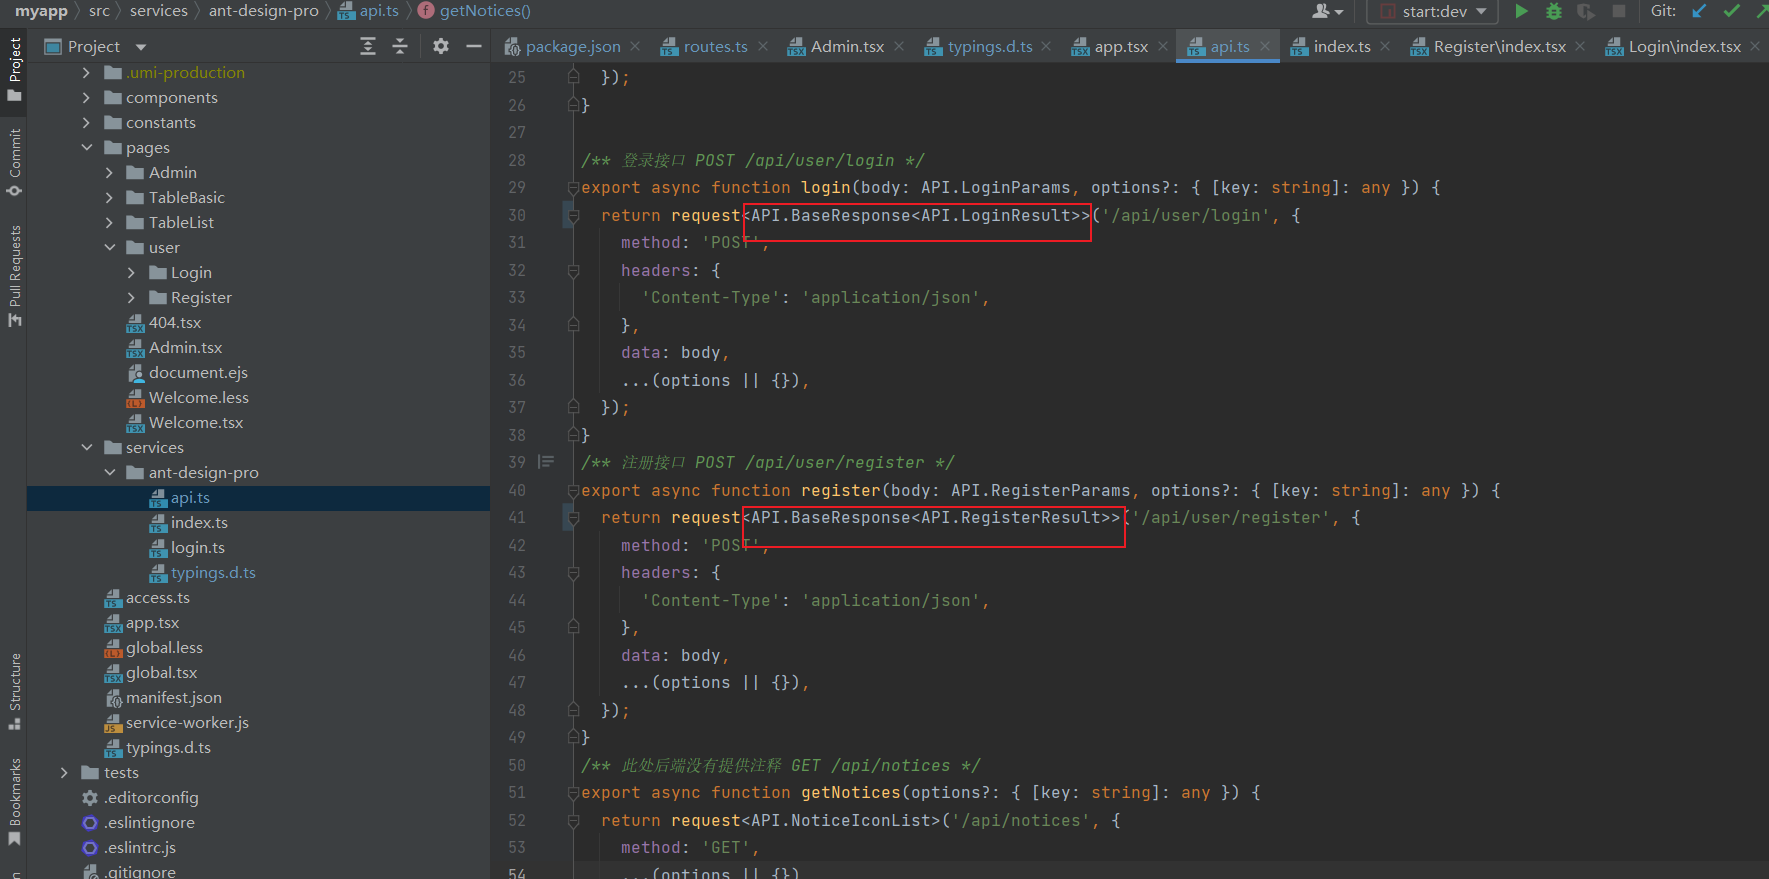 myapp src services ant-design-pro api.ts getNotices() start:dev Git:
Project
package.json routes.ts Admin.tsx typings.d.ts app.tsx api.ts index.ts Register\index.tsx Login\index.tsx
Project
Commit
Pull Requests
Structure
Bookmarks
.umi-production
components
constants
pages
Admin
TableBasic
TableList
user
Login
Register
404.tsx
Admin.tsx
document.ejs
Welcome.less
Welcome.tsx
services
ant-design-pro
api.ts
index.ts
login.ts
typings.d.ts
access.ts
app.tsx
global.less
global.tsx
manifest.json
service-worker.js
typings.d.ts
tests
.editorconfig
.eslintignore
.eslintrc.js
.gitignore
25 });
26 }
27
28 /** 登录接口 POST /api/user/login */
29 export async function login(body: API.LoginParams, options?: { [key: string]: any }) {
30 return request<API.BaseResponse<API.LoginResult>>('/api/user/login', {
31 method: 'POST',
32 headers: {
33 'Content-Type': 'application/json',
34 },
35 data: body,
36 ...(options || {}),
37 });
38 }
39 /** 注册接口 POST /api/user/register */
40 export async function register(body: API.RegisterParams, options?: { [key: string]: any }) {
41 return request<API.BaseResponse<API.RegisterResult>>('/api/user/register', {
42 method: 'POST',
43 headers: {
44 'Content-Type': 'application/json',
45 },
46 data: body,
47 ...(options || {}),
48 });
49 }
50 /** 此处后端没有提供注释 GET /api/notices */
51 export async function getNotices(options?: { [key: string]: any }) {
52 return request<API.NoticeIconList>('/api/notices', {
53 method: 'GET',
54 ...(options || {})